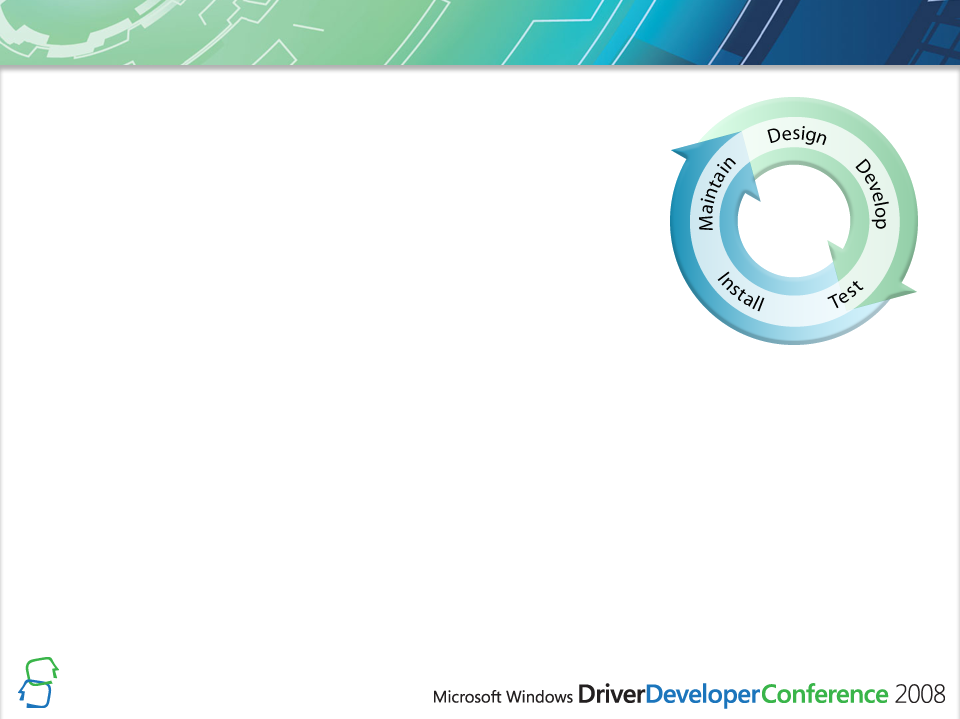 Design
Develop
Test
Install
Maintain
Microsoft Windows DriverDeveloperConference 2008